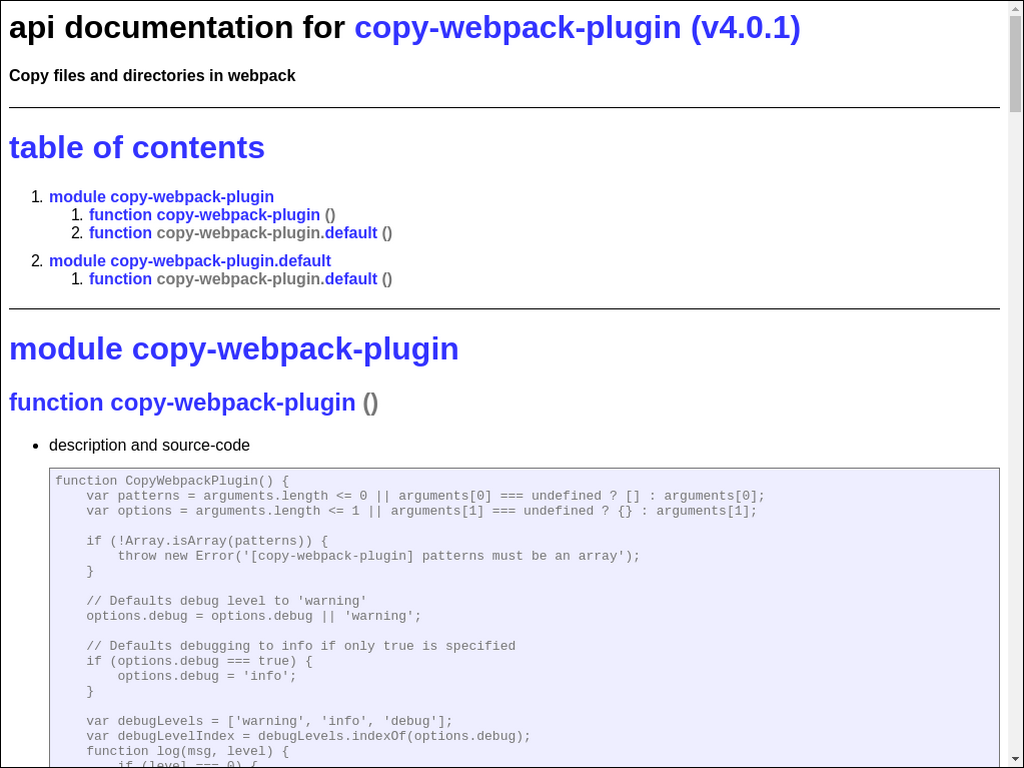 api documentation for copy-webpack-plugin (v4.0.1)
Copy files and directories in webpack
table of contents
1. module copy-webpack-plugin
1. function copy-webpack-plugin ()
2. function copy-webpack-plugin.default ()
2. module copy-webpack-plugin.default
1. function copy-webpack-plugin.default ()
module copy-webpack-plugin
function copy-webpack-plugin ()
• description and source-code
function CopyWebpackPlugin() {
    var patterns = arguments.length <= 0 || arguments[0] === undefined ? [] : arguments[0];
    var options = arguments.length <= 1 || arguments[1] === undefined ? {} : arguments[1];
    if (!Array.isArray(patterns)) {
        throw new Error('[copy-webpack-plugin] patterns must be an array');
    }
    // Defaults debug level to 'warning'
    options.debug = options.debug || 'warning';
    // Defaults debugging to info if only true is specified
    if (options.debug === true) {
        options.debug = 'info';
    }
    var debugLevels = ['warning', 'info', 'debug'];
    var debugLevelIndex = debugLevels.indexOf(options.debug);
    function log(msg, level) {
        if (level === 0) {